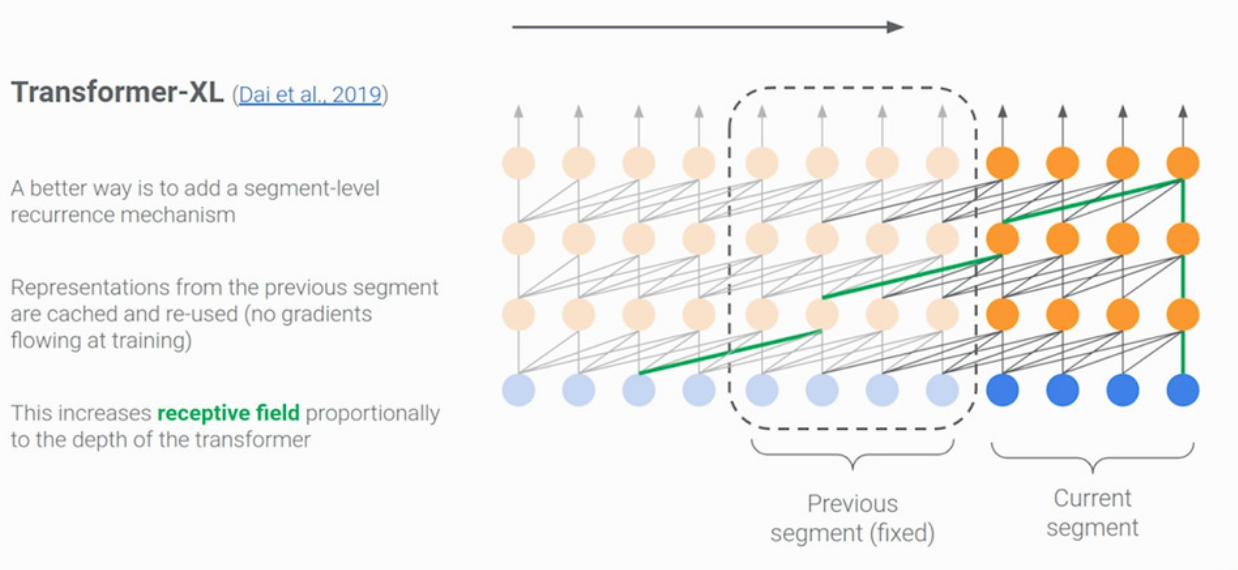 Transformer-XL (Dai et al., 2019)
A better way is to add a segment-level
recurrence mechanism
Representations from the previous segment
are cached and re-used (no gradients
flowing at training)
This increases receptive field proportionally
to the depth of the transformer
Previous
segment (fixed)
Current
segment